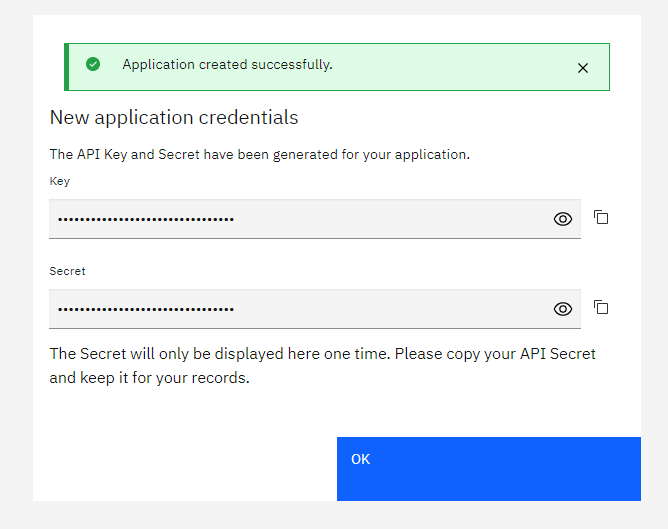 Application created successfully.
New application credentials
The API Key and Secret have been generated for your application.
Key
••••••••••••••••••••••••••••••••
Secret
••••••••••••••••••••••••••••••••
The Secret will only be displayed here one time. Please copy your API Secret
and keep it for your records.
OK